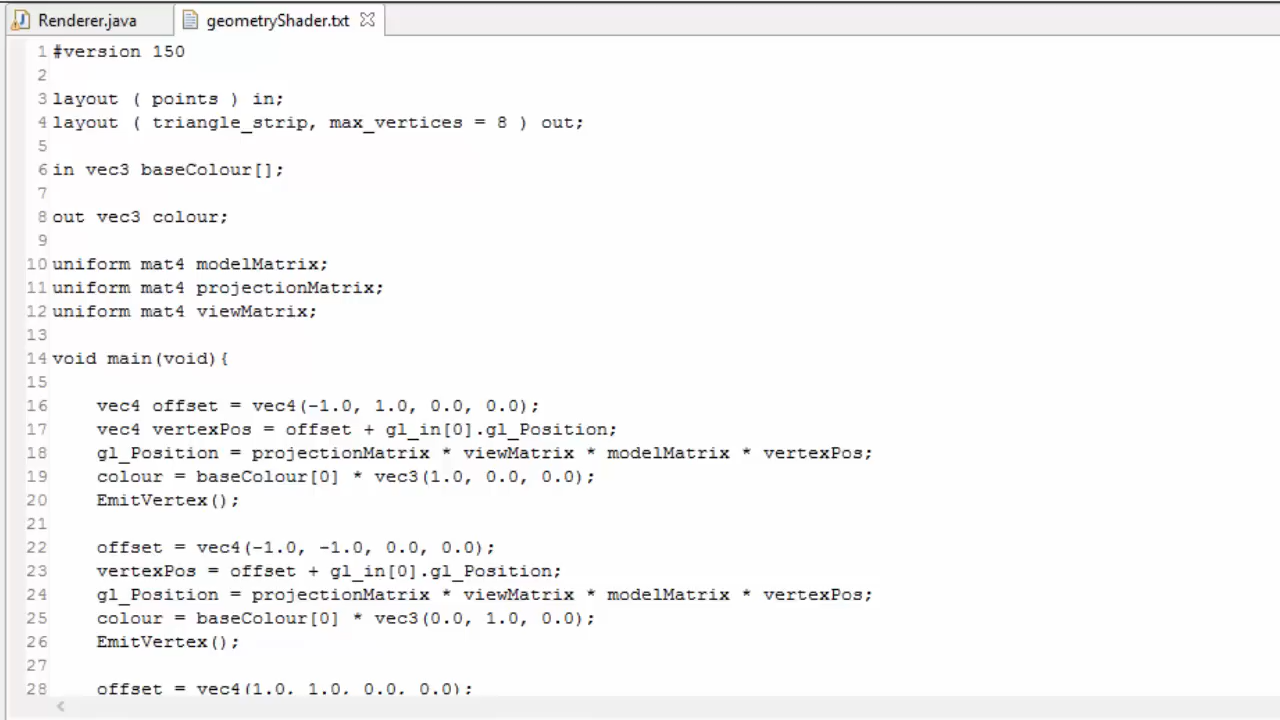 Renderer.java geometryShader.txt
1 #version 150
2
3 layout ( points ) in;
4 layout ( triangle_strip, max_vertices = 8 ) out;
5
6 in vec3 baseColour[];
7
8 out vec3 colour;
9
10 uniform mat4 modelMatrix;
11 uniform mat4 projectionMatrix;
12 uniform mat4 viewMatrix;
13
14 void main(void){
15
16     vec4 offset = vec4(-1.0, 1.0, 0.0, 0.0);
17     vec4 vertexPos = offset + gl_in[0].gl_Position;
18     gl_Position = projectionMatrix * viewMatrix * modelMatrix * vertexPos;
19     colour = baseColour[0] * vec3(1.0, 0.0, 0.0);
20     EmitVertex();
21
22     offset = vec4(-1.0, -1.0, 0.0, 0.0);
23     vertexPos = offset + gl_in[0].gl_Position;
24     gl_Position = projectionMatrix * viewMatrix * modelMatrix * vertexPos;
25     colour = baseColour[0] * vec3(0.0, 1.0, 0.0);
26     EmitVertex();
27
28     offset = vec4(1.0, 1.0, 0.0, 0.0);